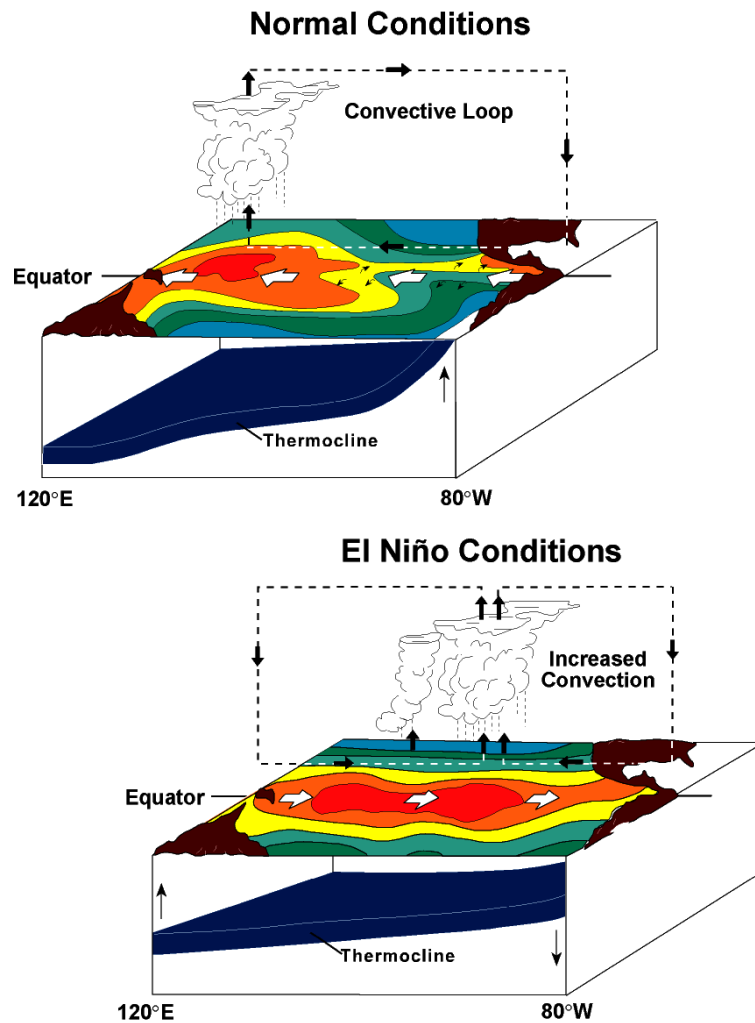 Normal Conditions
Convective Loop
Equator
Thermocline
120°E
80°W
El Niño Conditions
Increased
Convection
Equator
Thermocline
120°E
80°W